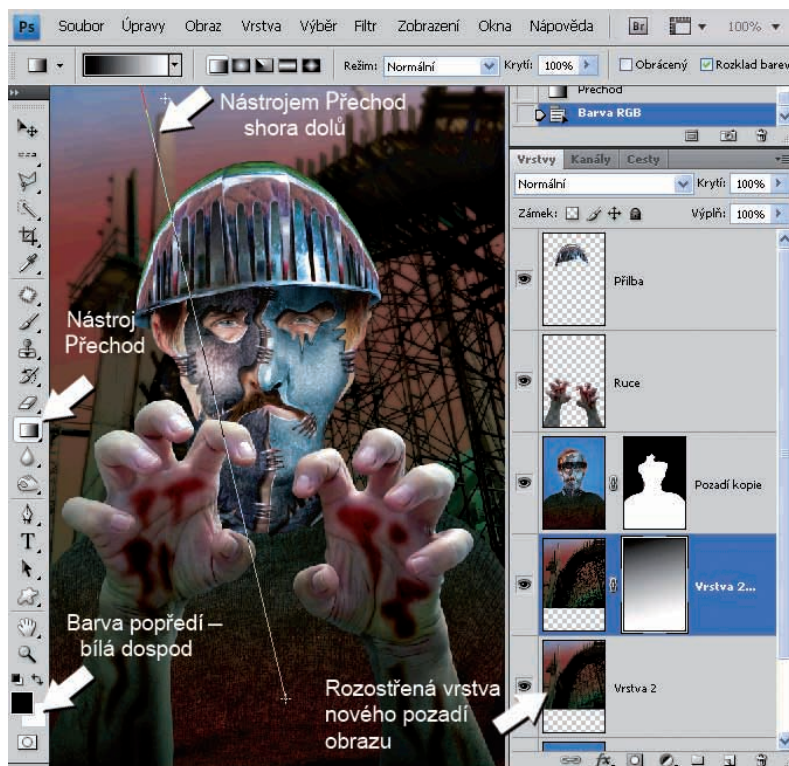 Ps Soubor Úpravy Obraz Vrstva Výběr Filtr Zobrazení Okna Nápověda Br 100%
Režim: Normální Krytí: 100% Obrácený Rozklad barev
Nástrojem Přechod
shora dolů
Nástroj
Přechod
Barva popředí –
bílá dospod
Rozostřená vrstva
nového pozadí
obrazu
Přechod
Barva RGB
Vrstvy Kanály Cesty
Normální Krytí: 100%
Zámek: Výplň: 100%
Přilba
Ruce
Pozadí kopie
Vrstva 2...
Vrstva 2
fx
T